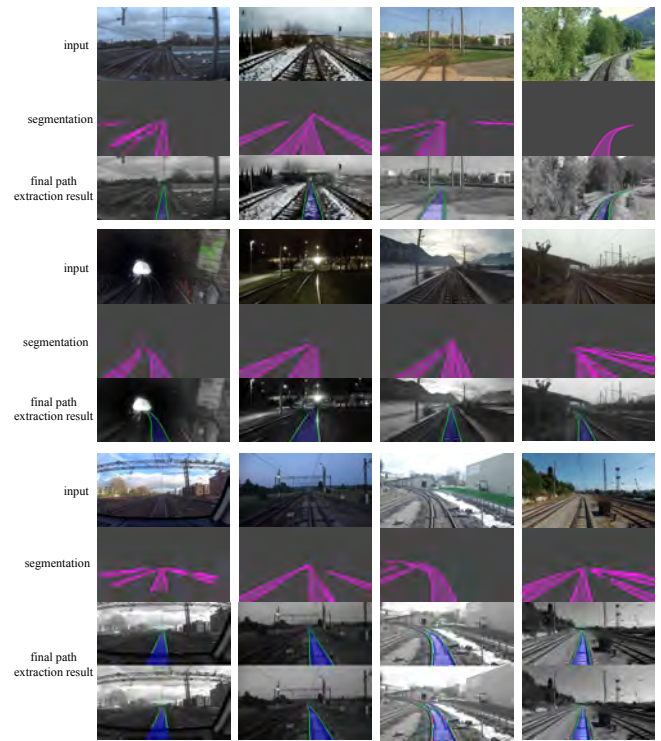 input
segmentation
final path
extraction result
input
segmentation
final path
extraction result
input
segmentation
final path
extraction result